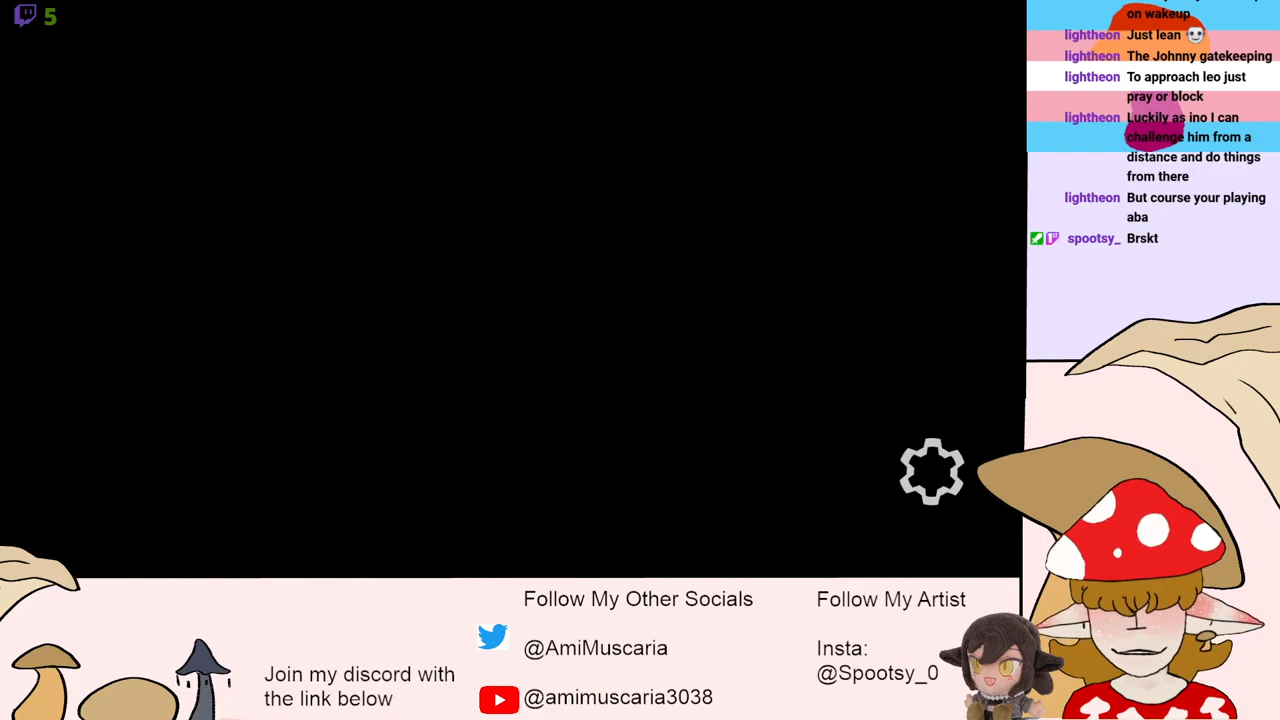 5
on wakeup
lightheon Just lean
lightheon The Johnny gatekeeping
lightheon To approach leo just
pray or block
lightheon Luckily as ino I can
challenge him from a
distance and do things
from there
lightheon But course your playing
aba
spootsy_ Brskt
Follow My Other Socials
@AmiMuscaria
@amimuscaria3038
Follow My Artist
Insta:
@Spootsy_0
Join my discord with
the link below